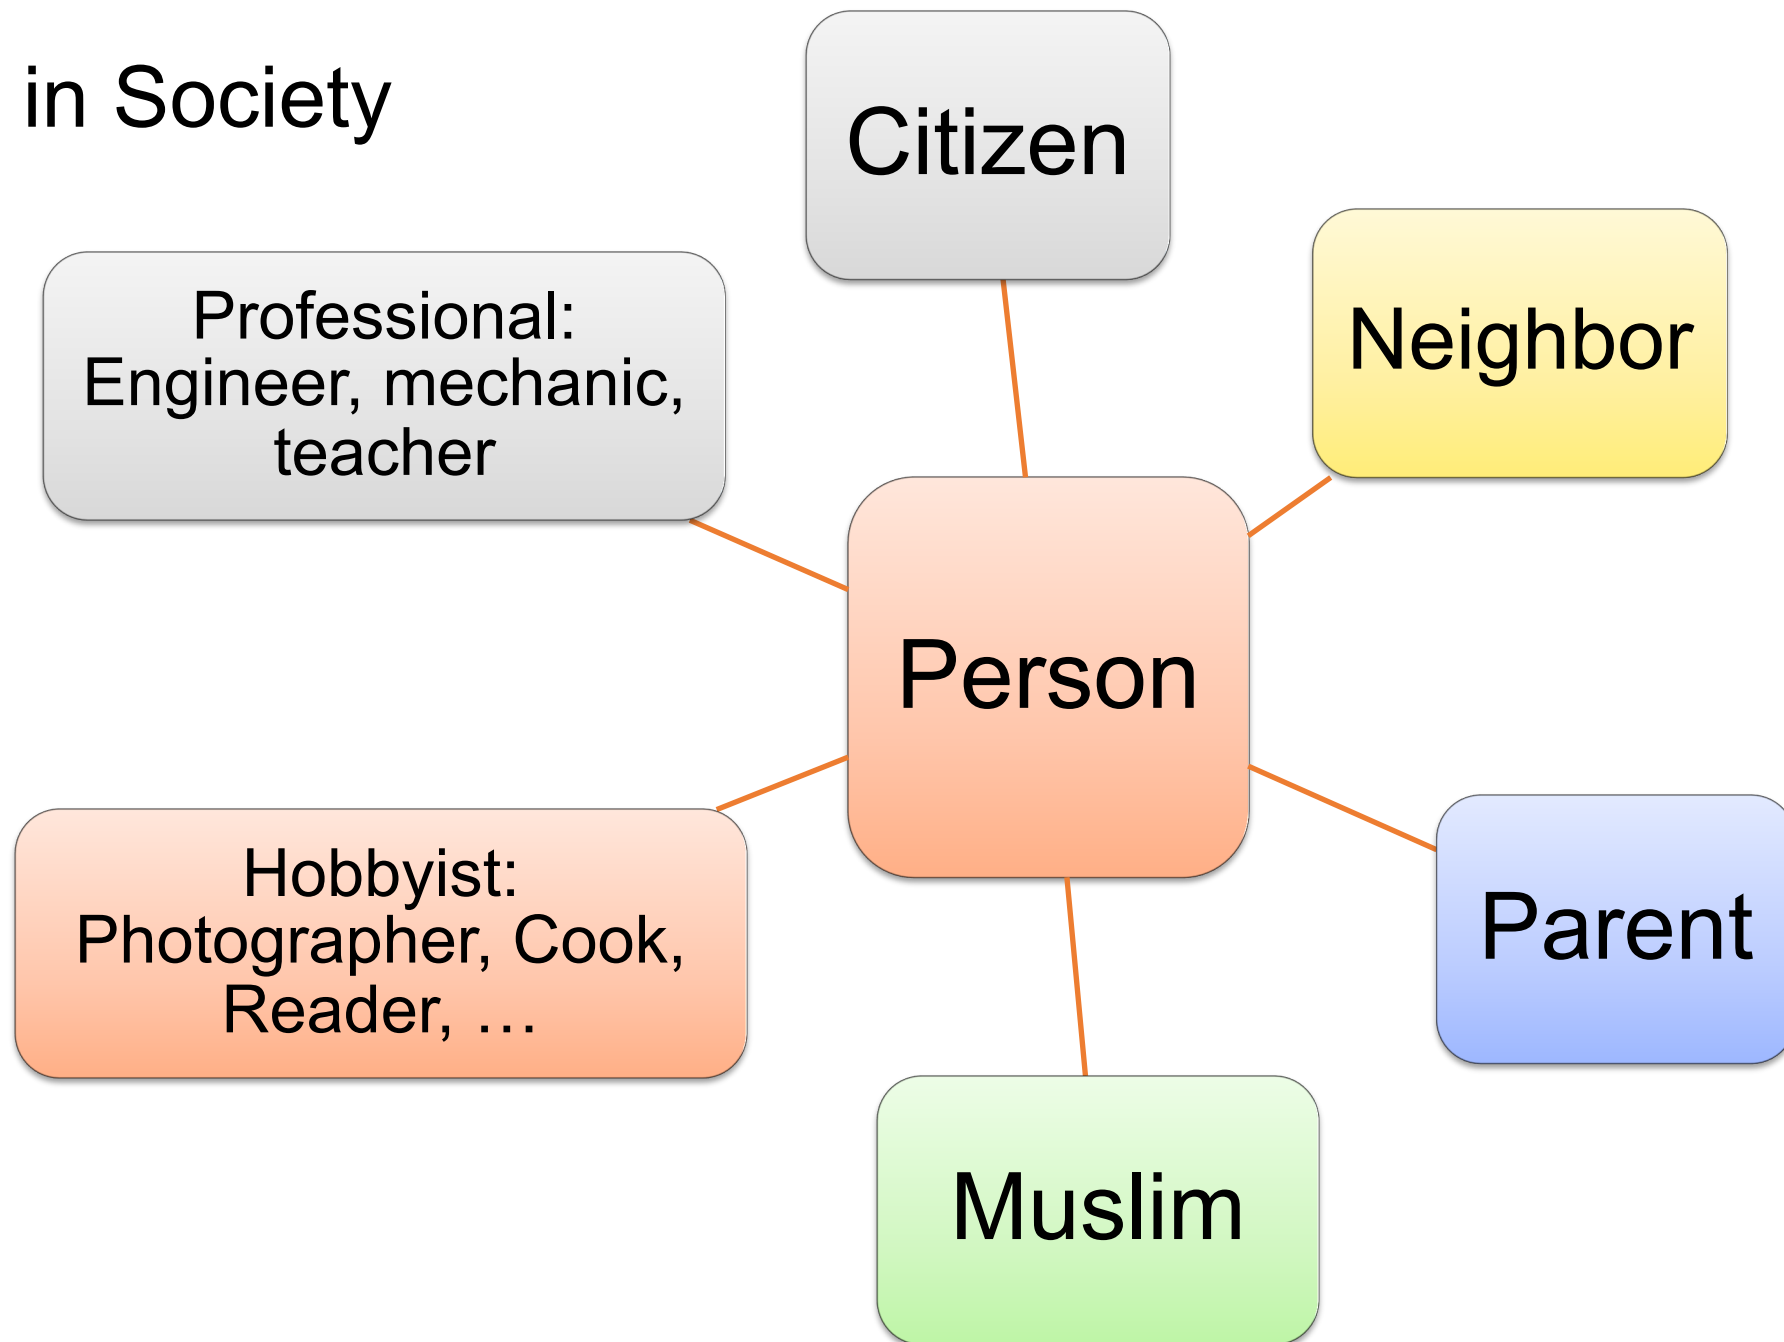 in Society
Citizen
Neighbor
Professional:
Engineer, mechanic,
teacher
Person
Hobbyist:
Photographer, Cook,
Reader, …
Parent
Muslim